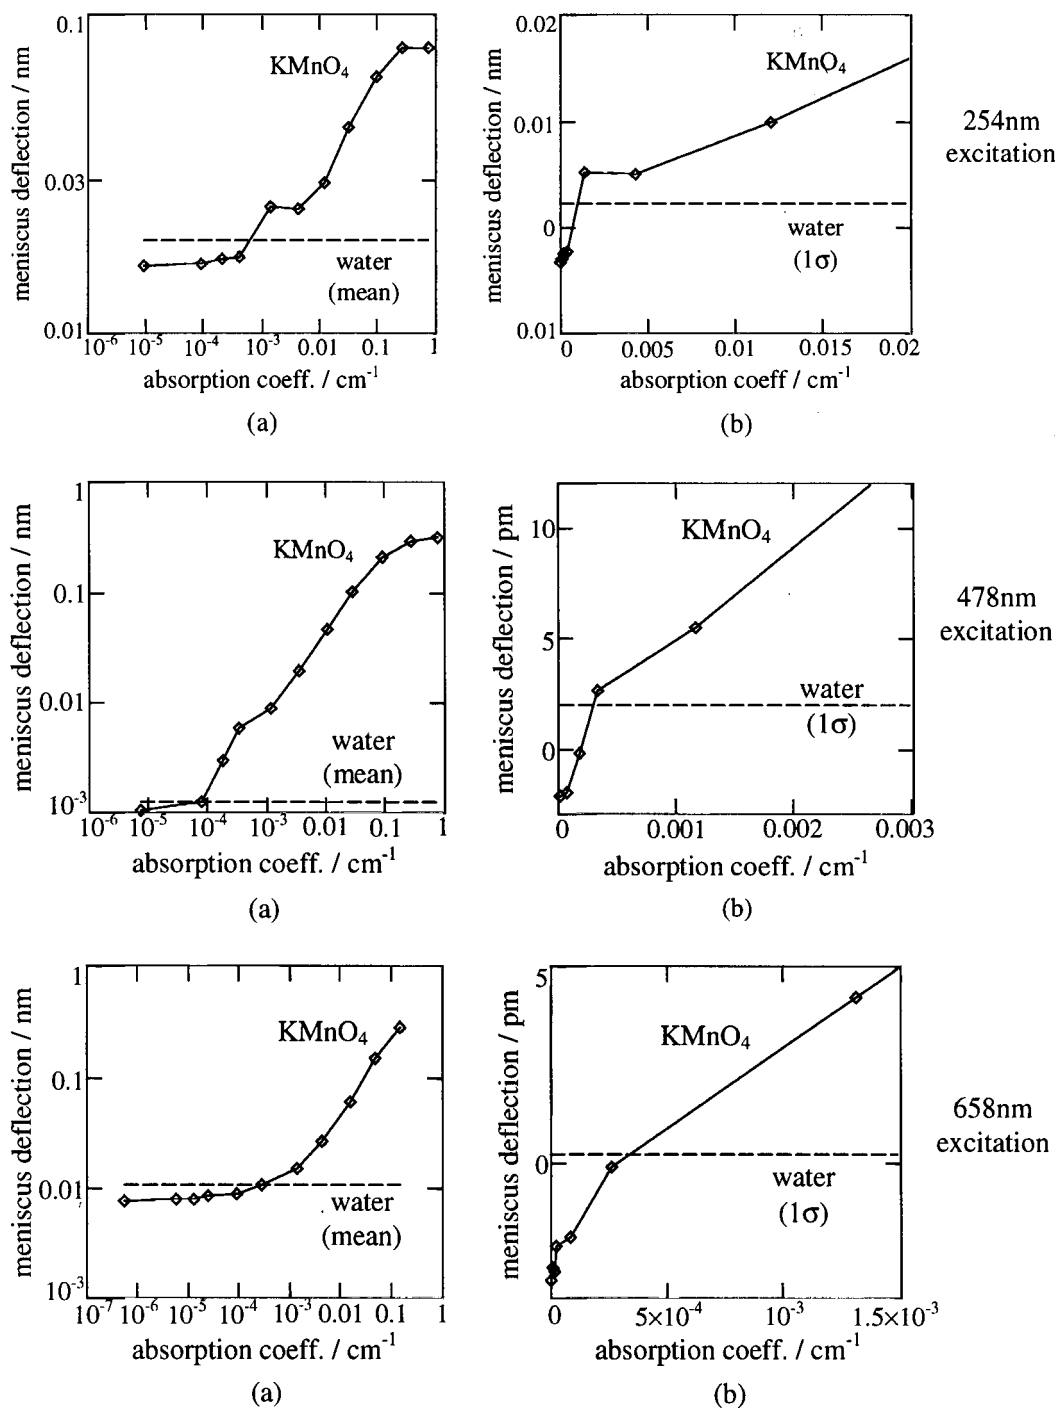 0.1
0.03
0.01
meniscus deflection / nm
KMnO₄
water
(mean)
10⁻⁶ 10⁻⁵ 10⁻⁴ 10⁻³ 0.01 0.1 1
absorption coeff. / cm⁻¹
(a)
0.02
0.01
0
0.01
meniscus deflection / nm
KMnO₄
water
(1σ)
0 0.005 0.01 0.015 0.02
absorption coeff / cm⁻¹
(b)
254nm
excitation
1
0.1
0.01
10⁻³
meniscus deflection / nm
KMnO₄
water
(mean)
10⁻⁶ 10⁻⁵ 10⁻⁴ 10⁻³ 0.01 0.1 1
absorption coeff. / cm⁻¹
(a)
10
5
0
meniscus deflection / pm
KMnO₄
water
(1σ)
0 0.001 0.002 0.003
absorption coeff. / cm⁻¹
(b)
478nm
excitation
1
0.1
0.01
10⁻³
meniscus deflection / nm
KMnO₄
water
(mean)
10⁻⁷ 10⁻⁶ 10⁻⁵ 10⁻⁴ 10⁻³ 0.01 0.1 1
absorption coeff. / cm⁻¹
(a)
5
0
meniscus deflection / pm
KMnO₄
water
(1σ)
0 5×10⁻⁴ 10⁻³ 1.5×10⁻³
absorption coeff. / cm⁻¹
(b)
658nm
excitation